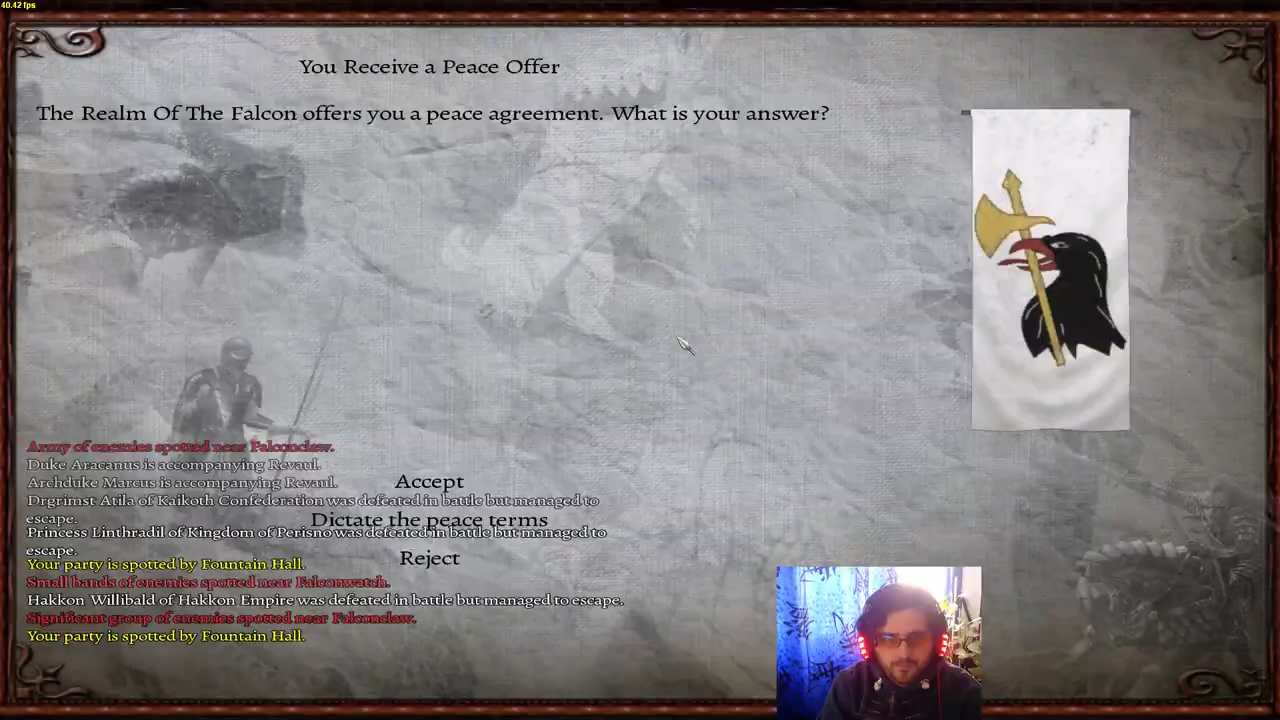 40.42 fps
You Receive a Peace Offer
The Realm Of The Falcon offers you a peace agreement. What is your answer?
Army of enemies spotted near Falconclaw.
Duke Aracanus is accompanying Revaul.
Archduke Marcus is accompanying Revaul.
Accept
Drgrimst Atila of Kaikoth Confederation was defeated in battle but managed to
escape.
Dictate the peace terms
Princess Linthradil of Kingdom of Perisno was defeated in battle but managed to
escape.
Reject
Your party is spotted by Fountain Hall.
Small bands of enemies spotted near Falconwatch.
Hakkon Willibald of Hakkon Empire was defeated in battle but managed to escape.
Significant group of enemies spotted near Falconclaw.
Your party is spotted by Fountain Hall.